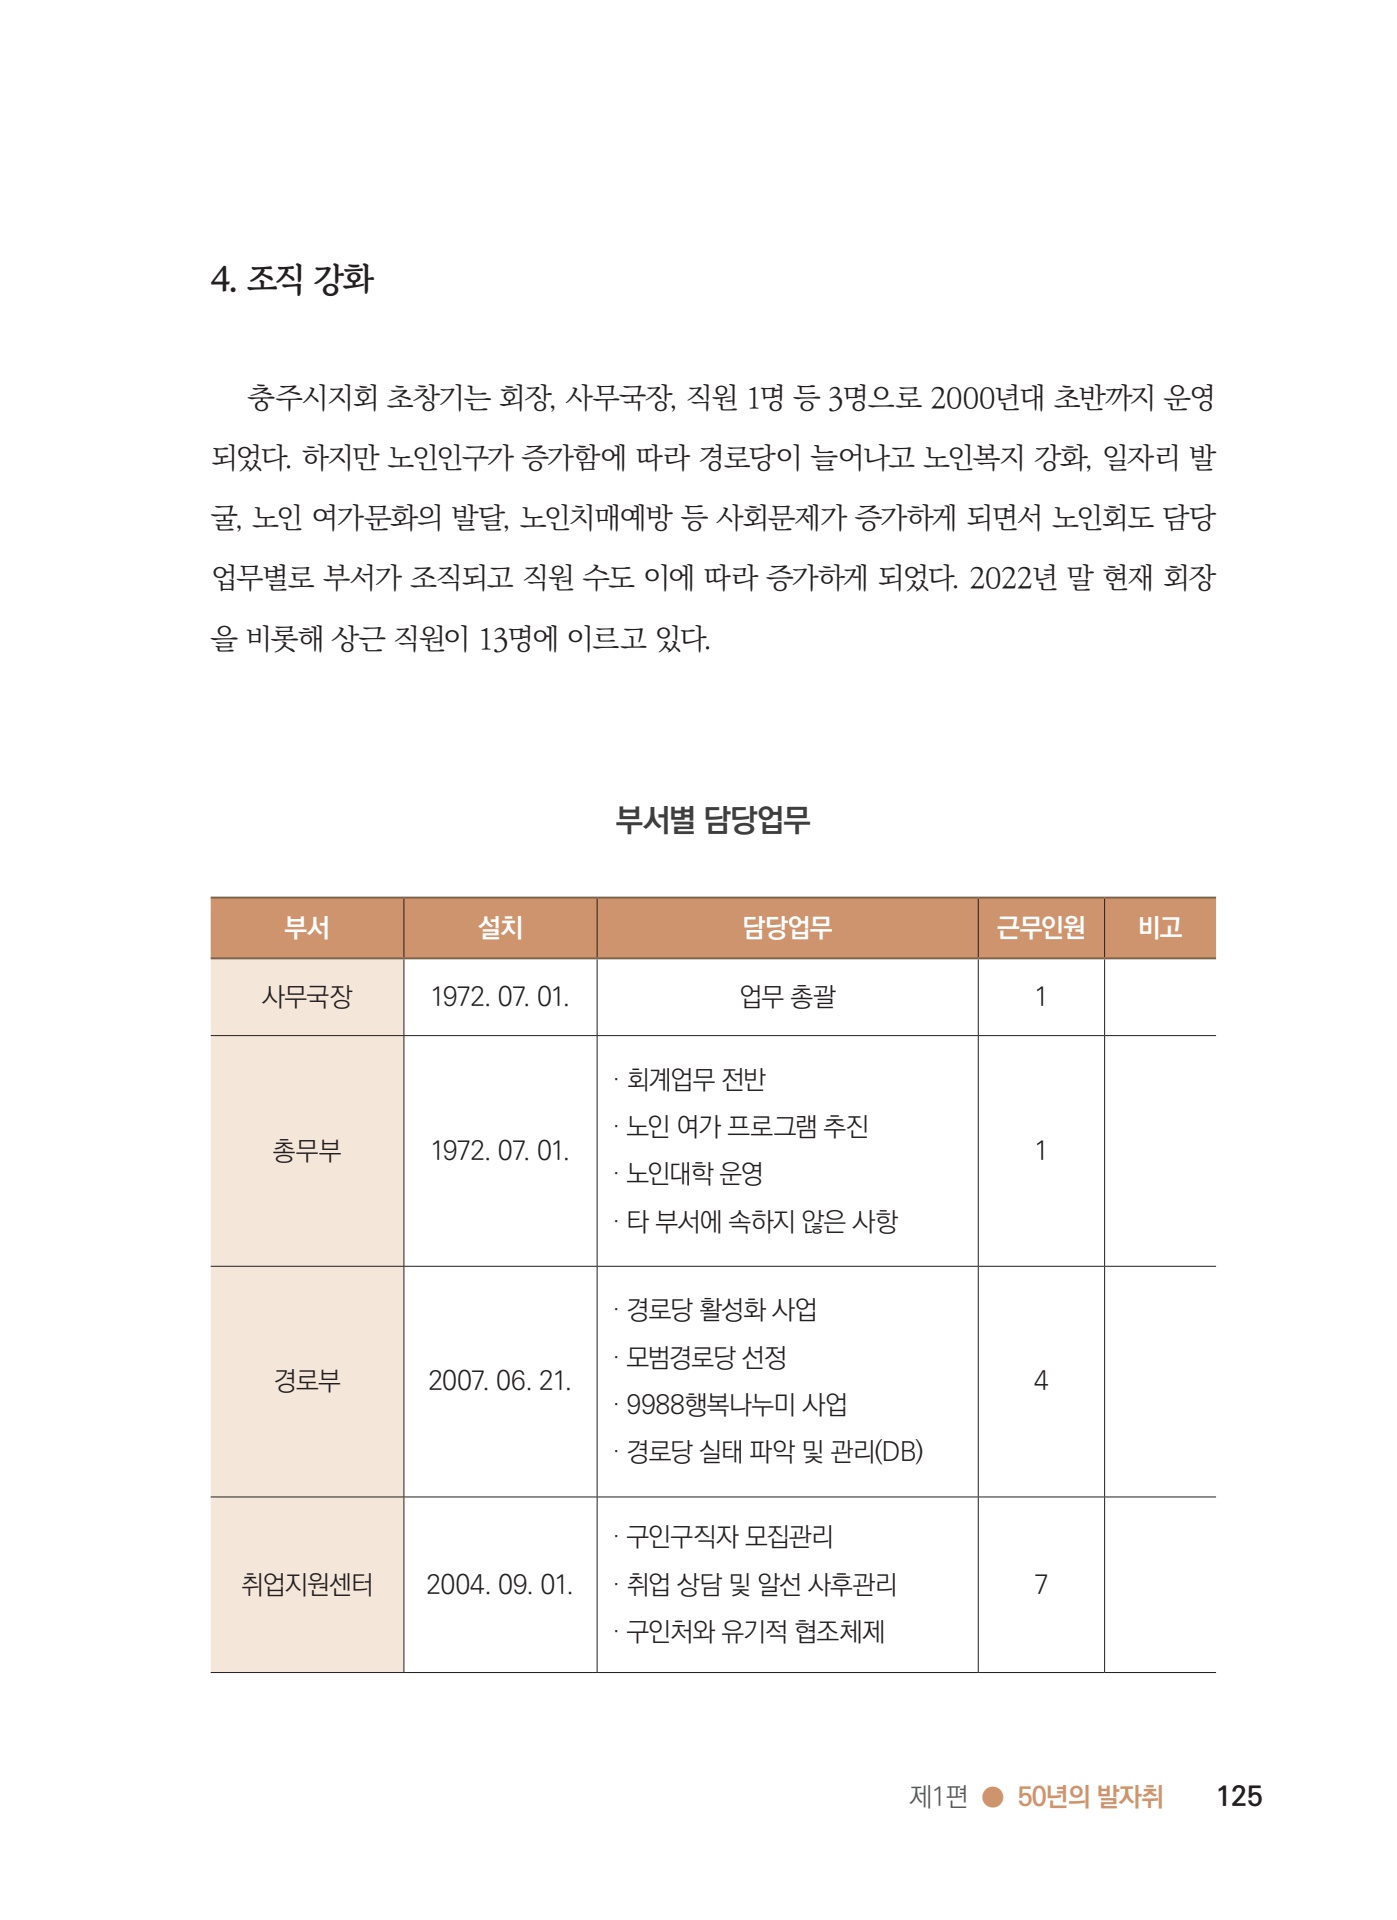 4. 조직 강화
충주시지회 초창기는 회장, 사무국장, 직원 1명 등 3명으로 2000년대 초반까지 운영
되었다. 하지만 노인인구가 증가함에 따라 경로당이 늘어나고 노인복지 강화, 일자리 발
굴, 노인 여가문화의 발달, 노인치매예방 등 사회문제가 증가하게 되면서 노인회도 담당
업무별로 부서가 조직되고 직원 수도 이에 따라 증가하게 되었다. 2022년 말 현재 회장
을 비롯해 상근 직원이 13명에 이르고 있다.
부서별 담당업무
부서 설치 담당업무 근무인원 비고
사무국장 1972. 07. 01. 업무 총괄 1
· 회계업무 전반
· 노인 여가 프로그램 추진
총무부 1972. 07. 01. 1
· 노인대학 운영
· 타 부서에 속하지 않은 사항
· 경로당 활성화 사업
· 모범경로당 선정
경로부 2007. 06. 21. 4
· 9988행복나누미 사업
· 경로당 실태 파악 및 관리(DB)
· 구인구직자 모집관리
취업지원센터 2004. 09. 01. · 취업 상담 및 알선 사후관리 7
· 구인처와 유기적 협조체제
제1편 ● 50년의 발자취 125